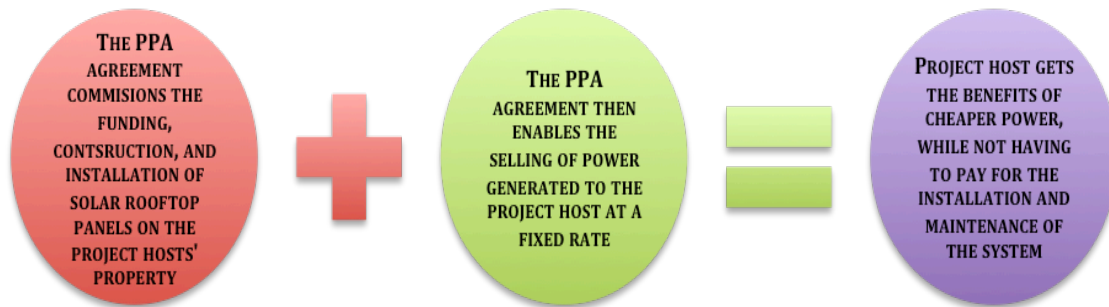 THE PPA
AGREEMENT
COMMISIONS THE
FUNDING,
CONTSRUCTION, AND
INSTALLATION OF
SOLAR ROOFTOP
PANELS ON THE
PROJECT HOSTS'
PROPERTY
THE PPA
AGREEMENT THEN
ENABLES THE
SELLING OF POWER
GENERATED TO THE
PROJECT HOST AT A
FIXED RATE
PROJECT HOST GETS
THE BENEFITS OF
CHEAPER POWER,
WHILE NOT HAVING
TO PAY FOR THE
INSTALLATION AND
MAINTENANCE OF
THE SYSTEM